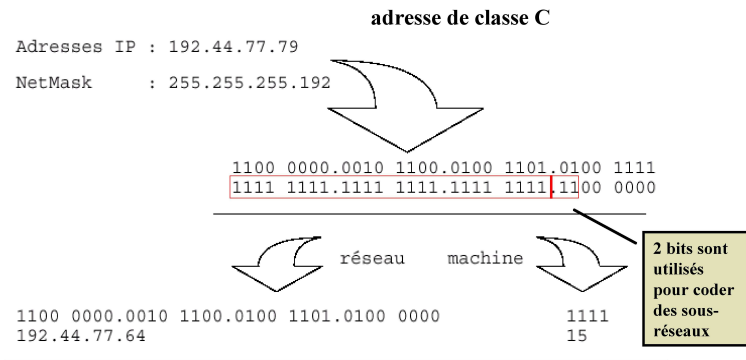 adresse de classe C
Adresses IP : 192.44.77.79
NetMask : 255.255.255.192
1100 0000.0010 1100.0100 1101.0100 1111
1111 1111.1111 1111.1111 1111.1100 0000
réseau machine
2 bits sont
utilisés
pour coder
des sous-
réseaux
1100 0000.0010 1100.0100 1101.0100 0000 1111
192.44.77.64 15